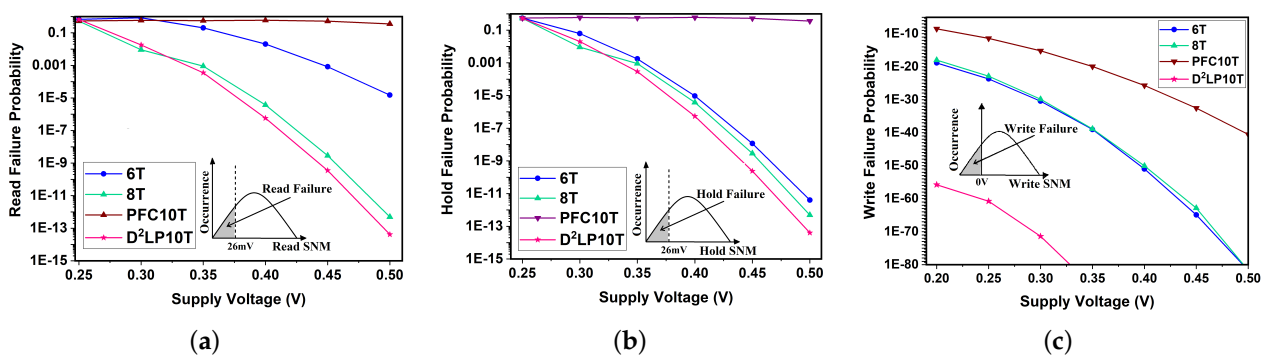 Read Failure Probability
0.1
0.001
1E-5
1E-7
1E-9
1E-11
1E-13
1E-15
0.25 0.30 0.35 0.40 0.45 0.50
Supply Voltage (V)
6T
8T
PFC10T
D²LP10T
Occurrence
Read Failure
26mV
Read SNM
(a)
Hold Failure Probability
0.1
0.001
1E-5
1E-7
1E-9
1E-11
1E-13
1E-15
0.25 0.30 0.35 0.40 0.45 0.50
Supply Voltage (V)
6T
8T
PFC10T
D²LP10T
Occurrence
Hold Failure
26mV
Hold SNM
(b)
Write Failure Probability
1E-10
1E-20
1E-30
1E-40
1E-50
1E-60
1E-70
1E-80
0.20 0.25 0.30 0.35 0.40 0.45 0.50
Supply Voltage (V)
6T
8T
PFC10T
D²LP10T
Occurrence
Write Failure
0V
Write SNM
(c)